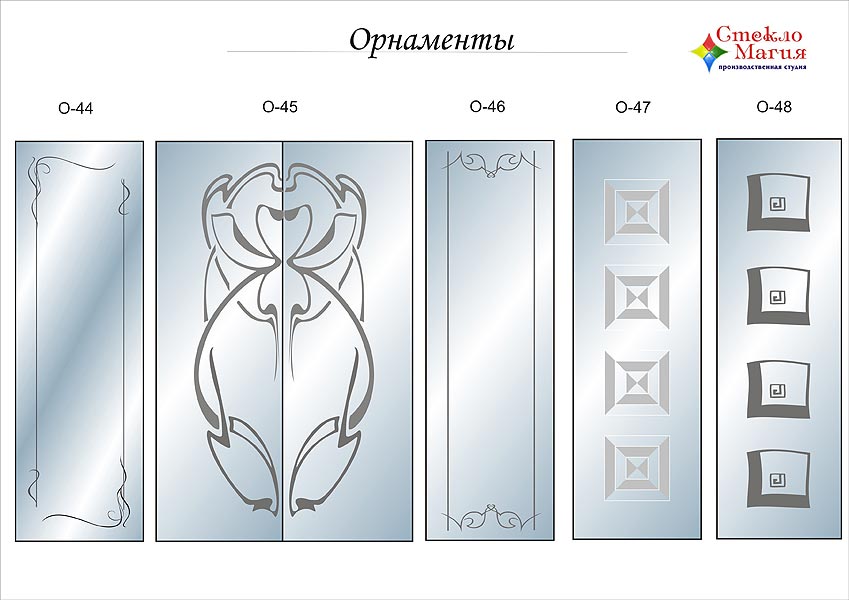 Орнаменты
Стекло
Магия
производственная студия
О-44
О-45
О-46
О-47
О-48